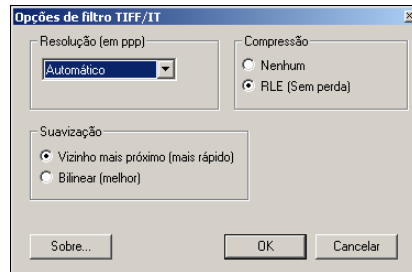 Opções de filtro TIFF/IT
Resolução (em ppp)
Automático
Compressão
Nenhum
RLE (Sem perda)
Suavização
Vizinho mais próximo (mais rápido)
Bilinear (melhor)
Sobre...
OK
Cancelar